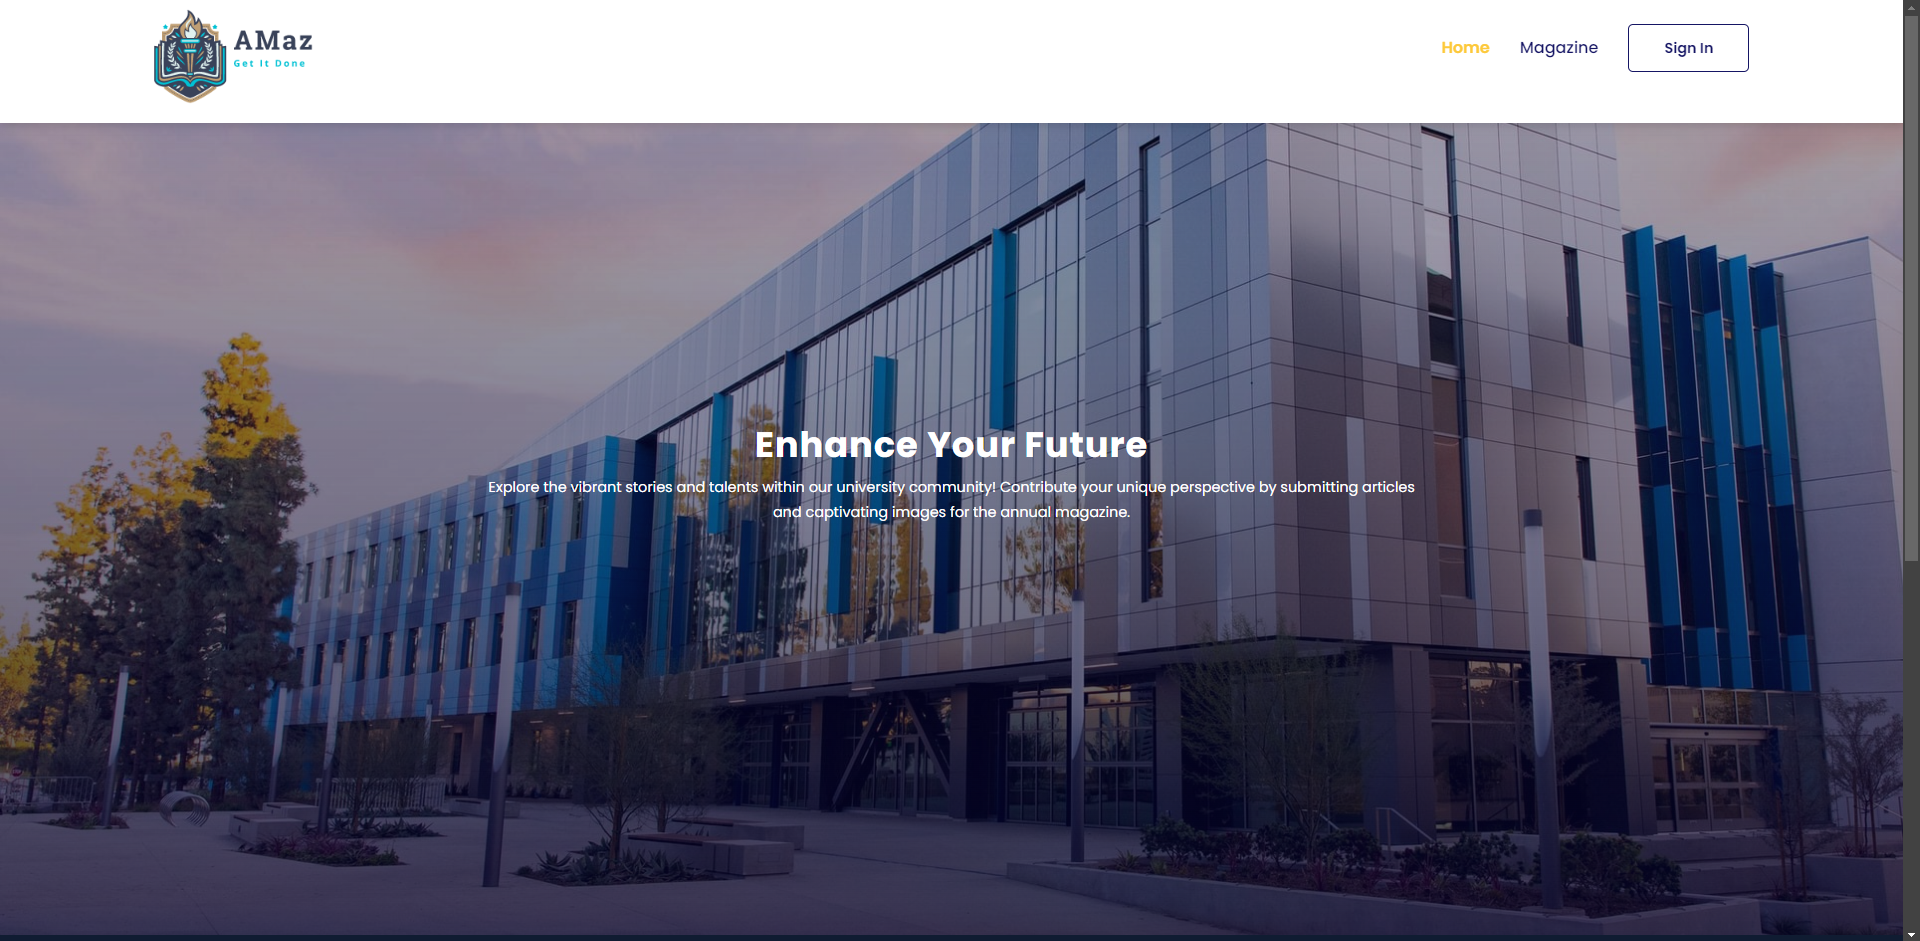 AMaz
Get It Done
Home
Magazine
Sign In
Enhance Your Future
Explore the vibrant stories and talents within our university community! Contribute your unique perspective by submitting articles
and captivating images for the annual magazine.